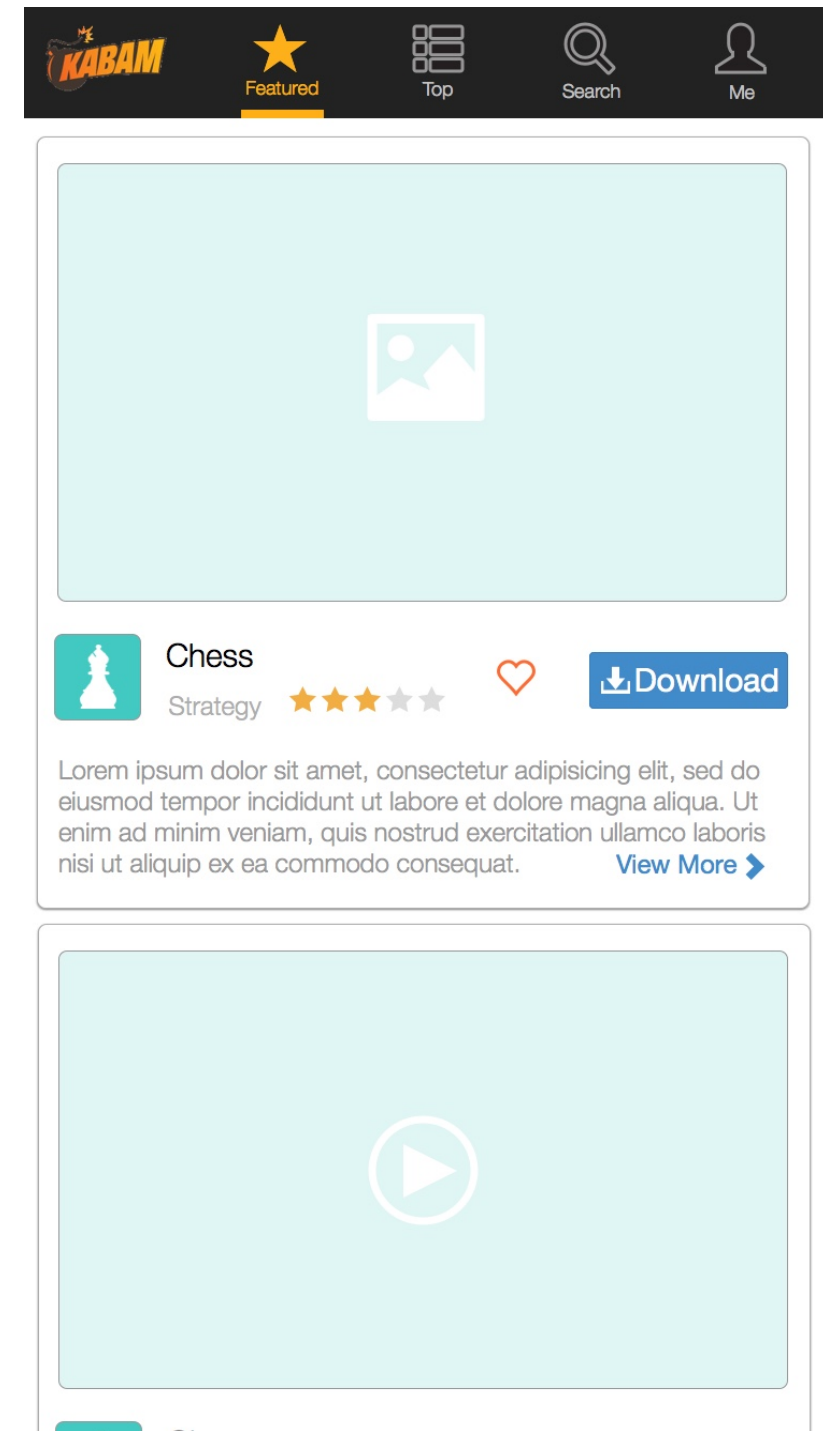 KABAM
Featured
Top
Search
Me
Chess
Strategy
Download
Lorem ipsum dolor sit amet, consectetur adipisicing elit, sed do
eiusmod tempor incididunt ut labore et dolore magna aliqua. Ut
enim ad minim veniam, quis nostrud exercitation ullamco laboris
nisi ut aliquip ex ea commodo consequat.
View More